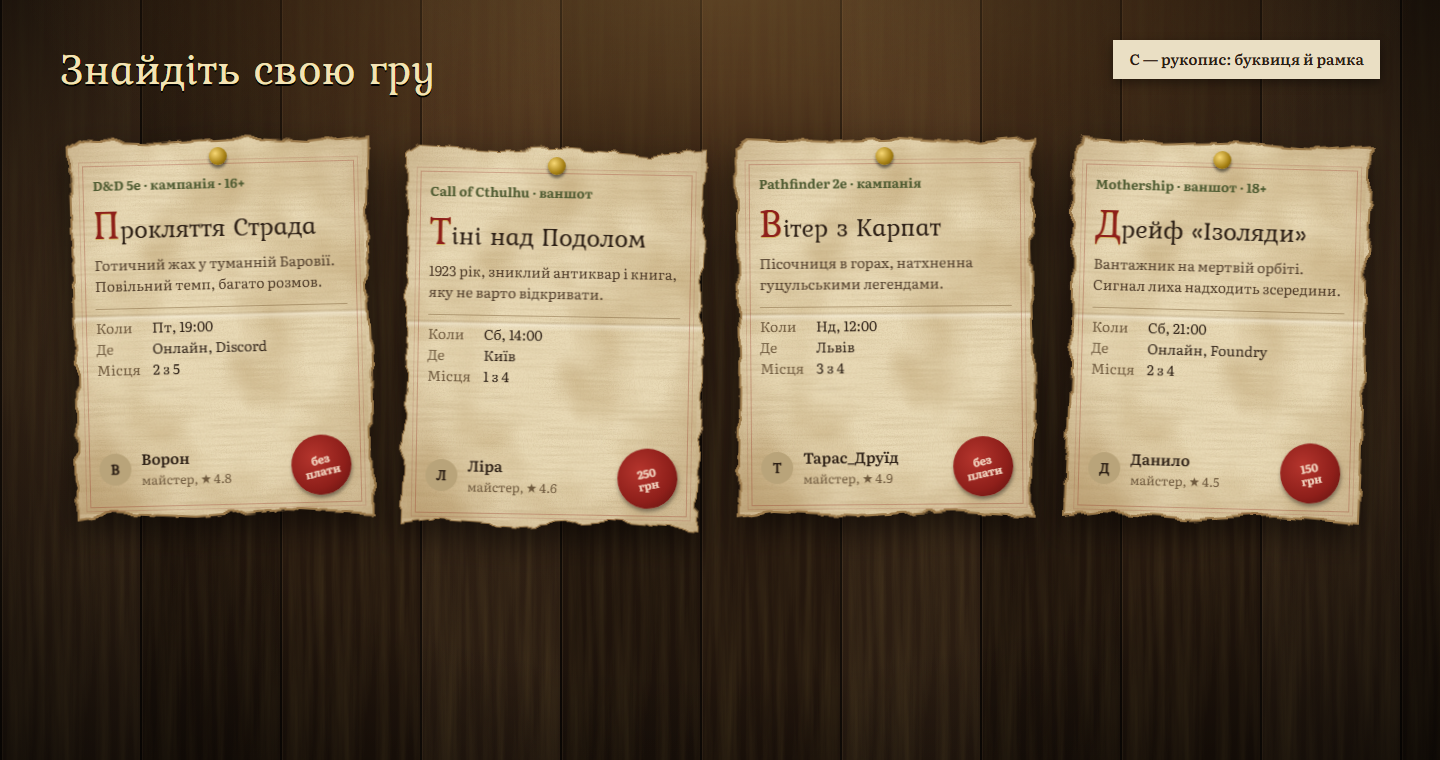 Знайдіть свою гру
C — рукопис: буквиця й рамка
D&D 5e · кампанія · 16+
Прокляття Страда
Готичний жах у туманній Баровії.
Повільний темп, багато розмов.
Коли Пт, 19:00
Де Онлайн, Discord
Місця 2 з 5
В
Ворон
майстер, ★ 4.8
без
плати
Call of Cthulhu · ваншот
Тіні над Подолом
1923 рік, зниклий антиквар і книга,
яку не варто відкривати.
Коли Сб, 14:00
Де Київ
Місця 1 з 4
Л
Ліра
майстер, ★ 4.6
250
грн
Pathfinder 2e · кампанія
Вітер з Карпат
Пісочниця в горах, натхненна
гуцульськими легендами.
Коли Нд, 12:00
Де Львів
Місця 3 з 4
Т
Тарас_Друїд
майстер, ★ 4.9
без
плати
Mothership · ваншот · 18+
Дрейф «Ізоляди»
Вантажник на мертвій орбіті.
Сигнал лиха надходить зсередини.
Коли Сб, 21:00
Де Онлайн, Foundry
Місця 2 з 4
Д
Данило
майстер, ★ 4.5
150
грн